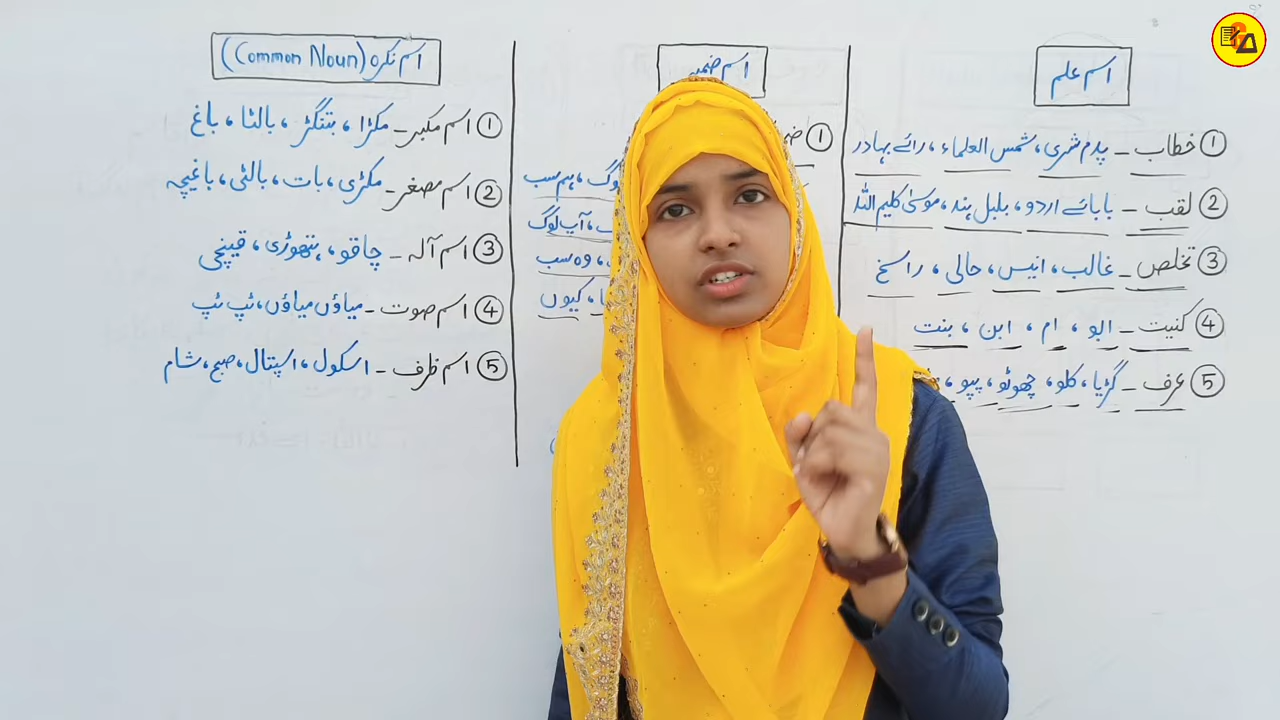 اسم علم
① خطاب – پدم شری، شمس العلماء، رائے بہادر
② لقب – بابائے اردو، بلبل ہند، موسیٰ کلیم اللہ
③ تخلص – غالب، انیس، حالی، راسخ
④ کنیت – ابو، ام، ابن، بنت
⑤ عرف – گڑیا، کلو، چھوٹو، پپو،
اسم ضمیر
①
لوگ، ہم سب
، آپ لوگ
، وہ سب
، کیوں
اسم نکرہ (Common Noun)
① اسم مکبر – مکڑا، بتنگڑ، بالٹا، باغ
② اسم مصغر – مکڑی، بات، بالٹی، باغیچہ
③ اسم آلہ – چاقو، ہتھوڑی، قینچی
④ اسم صوت – میاؤں میاؤں، ٹپ ٹپ
⑤ اسم ظرف – اسکول، اسپتال، صبح، شام